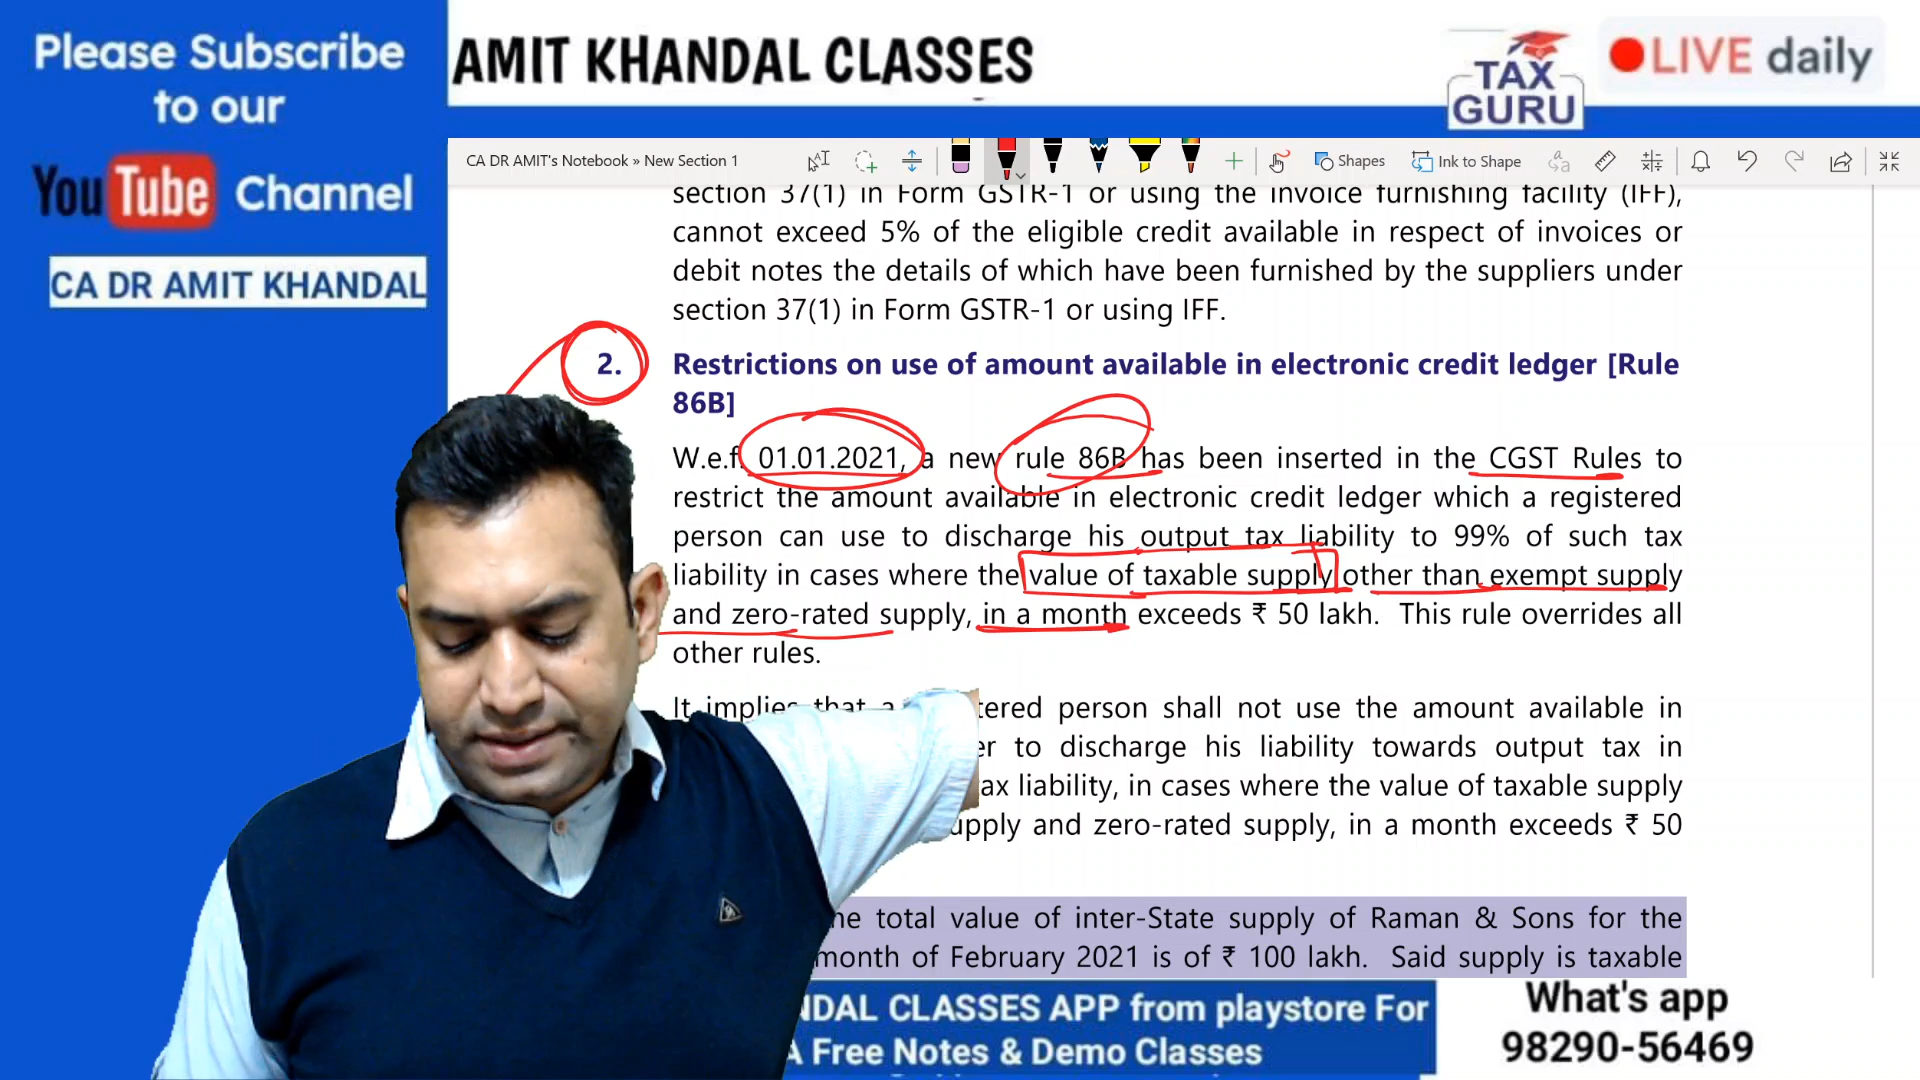 Please Subscribe
to our
YouTube Channel
CA DR AMIT KHANDAL
AMIT KHANDAL CLASSES
TAX
GURU
LIVE daily
CA DR AMIT's Notebook » New Section 1
Shapes
Ink to Shape
section 37(1) in Form GSTR-1 or using the invoice furnishing facility (IFF),
cannot exceed 5% of the eligible credit available in respect of invoices or
debit notes the details of which have been furnished by the suppliers under
section 37(1) in Form GSTR-1 or using IFF.
2. Restrictions on use of amount available in electronic credit ledger [Rule
86B]
W.e.f. 01.01.2021, a new rule 86B has been inserted in the CGST Rules to
restrict the amount available in electronic credit ledger which a registered
person can use to discharge his output tax liability to 99% of such tax
liability in cases where the value of taxable supply other than exempt supply
and zero-rated supply, in a month exceeds ₹ 50 lakh. This rule overrides all
other rules.
It implies that a tered person shall not use the amount available in
er to discharge his liability towards output tax in
ax liability, in cases where the value of taxable supply
upply and zero-rated supply, in a month exceeds ₹ 50
he total value of inter-State supply of Raman & Sons for the
month of February 2021 is of ₹ 100 lakh. Said supply is taxable
NDAL CLASSES APP from playstore For
A Free Notes & Demo Classes
What's app
98290-56469